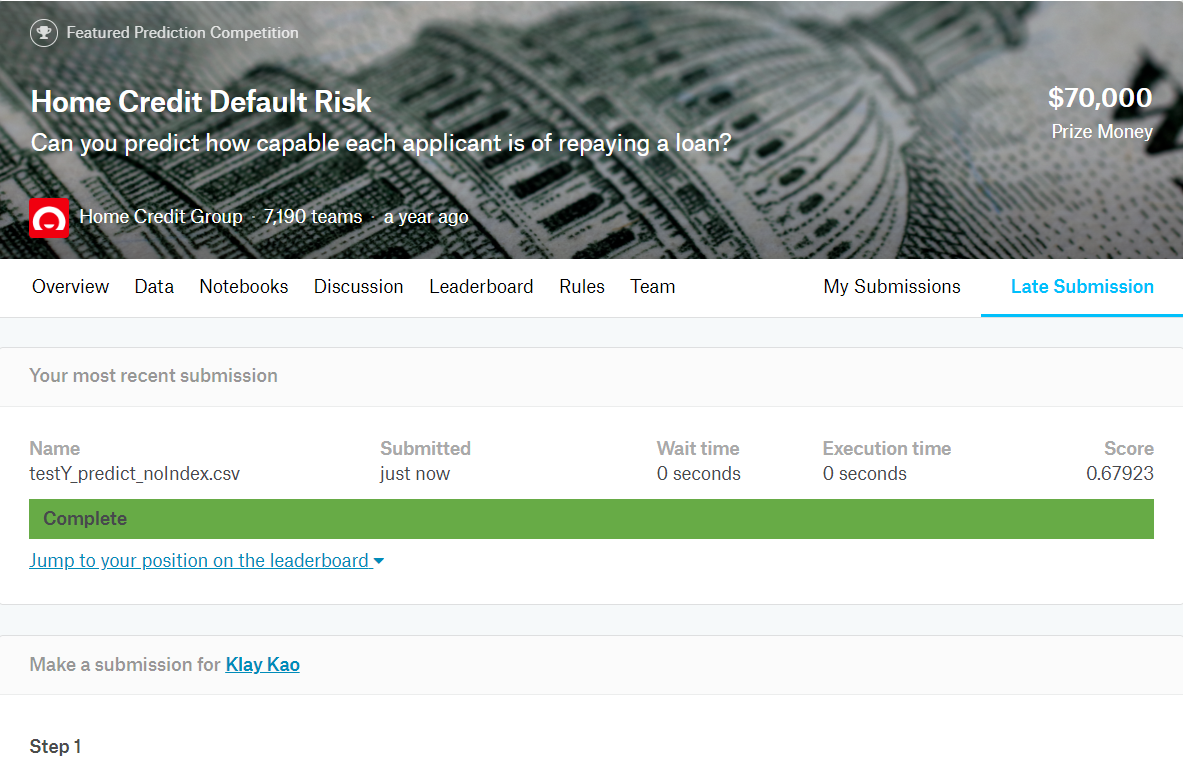 Featured Prediction Competition
Home Credit Default Risk
$70,000
Can you predict how capable each applicant is of repaying a loan?
Prize Money
Home Credit Group · 7,190 teams · a year ago
Overview Data Notebooks Discussion Leaderboard Rules Team My Submissions Late Submission
Your most recent submission
Name Submitted Wait time Execution time Score
testY_predict_noIndex.csv just now 0 seconds 0 seconds 0.67923
Complete
Jump to your position on the leaderboard
Make a submission for Klay Kao
Step 1